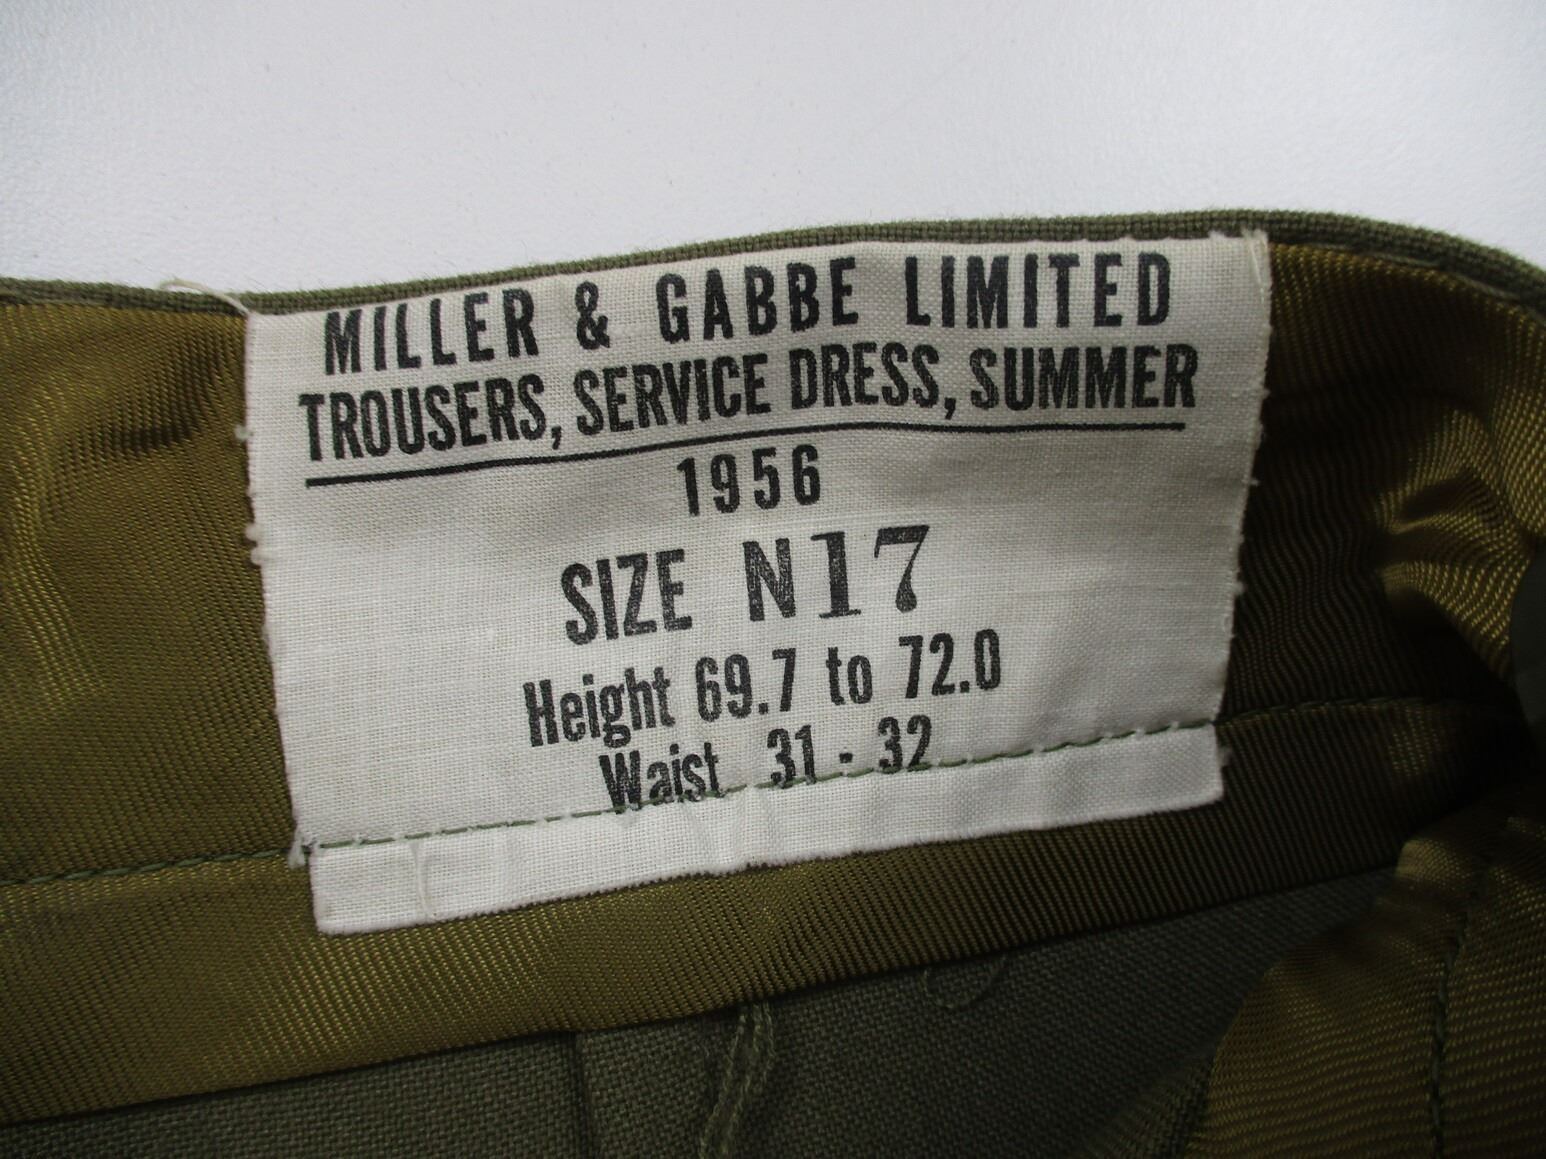 MILLER & GABBE LIMITED
TROUSERS, SERVICE DRESS, SUMMER
1956
SIZE N17
Height 69.7 to 72.0
Waist 31 - 32